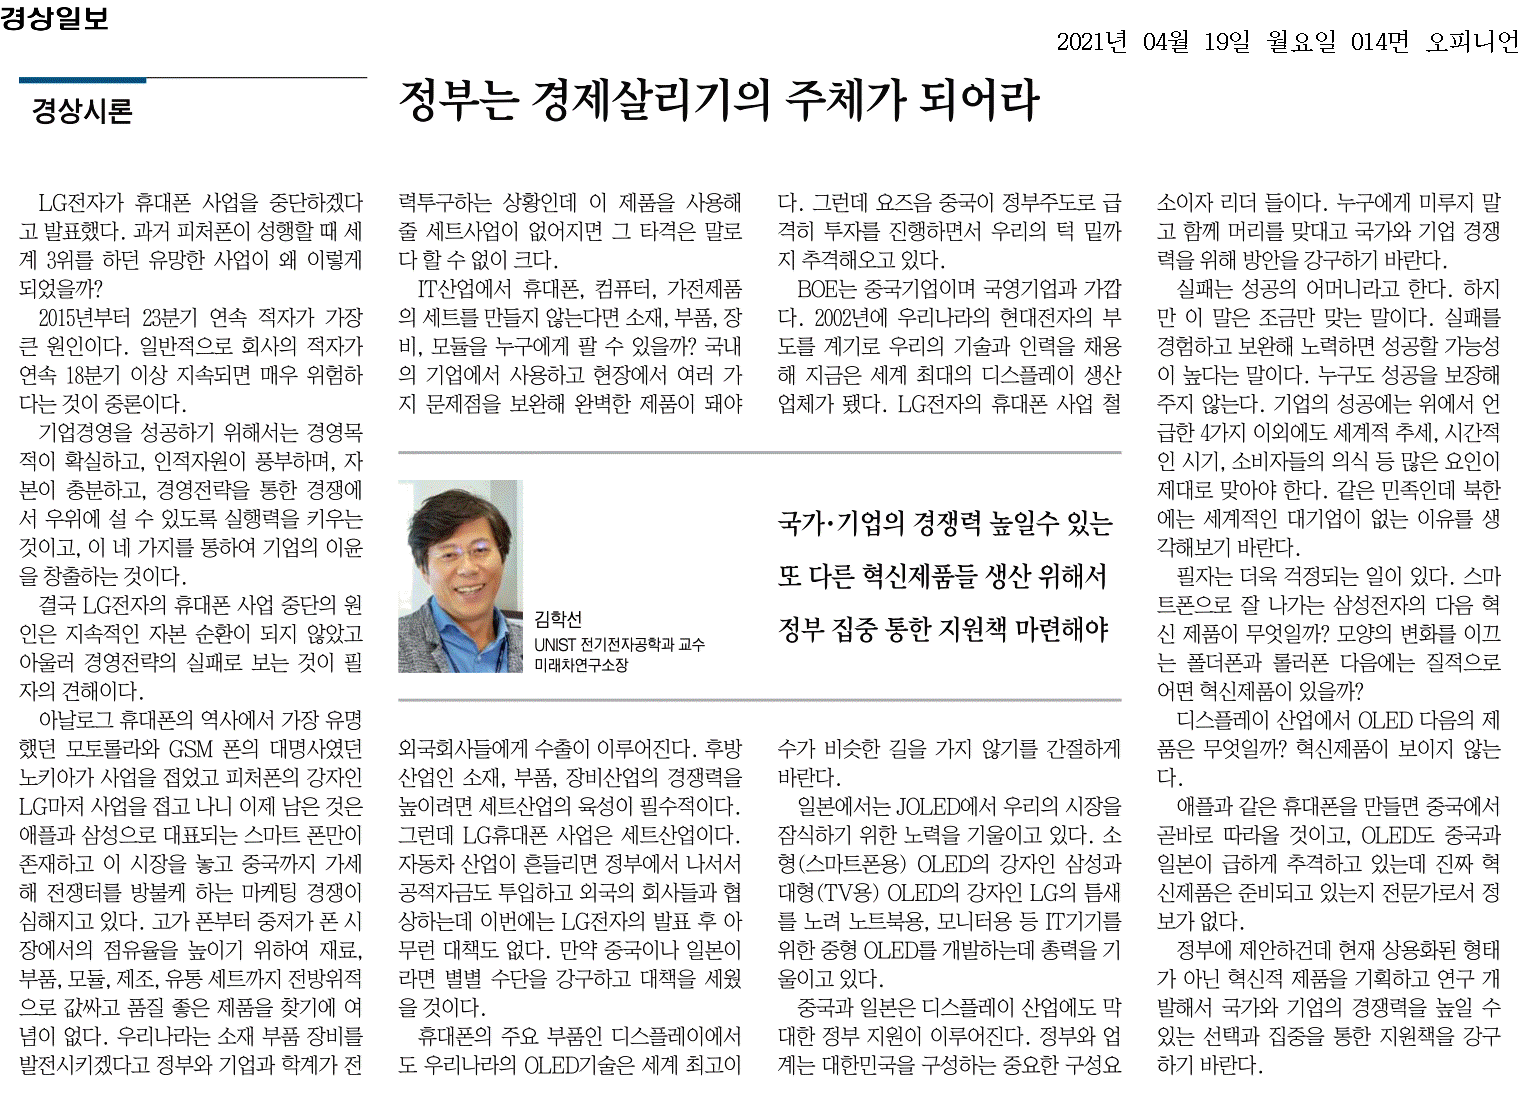 경상일보
2021년 04월 19일 월요일 014면 오피니언
경상시론
정부는 경제살리기의 주체가 되어라
LG전자가 휴대폰 사업을 중단하겠다
고 발표했다. 과거 피처폰이 성행할 때 세
계 3위를 하던 유망한 사업이 왜 이렇게
되었을까?
2015년부터 23분기 연속 적자가 가장
큰 원인이다. 일반적으로 회사의 적자가
연속 18분기 이상 지속되면 매우 위험하
다는 것이 중론이다.
기업경영을 성공하기 위해서는 경영목
적이 확실하고, 인적자원이 풍부하며, 자
본이 충분하고, 경영전략을 통한 경쟁에
서 우위에 설 수 있도록 실행력을 키우는
것이고, 이 네 가지를 통하여 기업의 이윤
을 창출하는 것이다.
결국 LG전자의 휴대폰 사업 중단의 원
인은 지속적인 자본 순환이 되지 않았고
아울러 경영전략의 실패로 보는 것이 필
자의 견해이다.
아날로그 휴대폰의 역사에서 가장 유명
했던 모토롤라와 GSM 폰의 대명사였던
노키아가 사업을 접었고 피처폰의 강자인
LG마저 사업을 접고 나니 이제 남은 것은
애플과 삼성으로 대표되는 스마트 폰만이
존재하고 이 시장을 놓고 중국까지 가세
해 전쟁터를 방불케 하는 마케팅 경쟁이
심해지고 있다. 고가 폰부터 중저가 폰 시
장에서의 점유율을 높이기 위하여 재료,
부품, 모듈, 제조, 유통 세트까지 전방위적
으로 값싸고 품질 좋은 제품을 찾기에 여
념이 없다. 우리나라는 소재 부품 장비를
발전시키겠다고 정부와 기업과 학계가 전
력투구하는 상황인데 이 제품을 사용해
줄 세트사업이 없어지면 그 타격은 말로
다 할 수 없이 크다.
IT산업에서 휴대폰, 컴퓨터, 가전제품
의 세트를 만들지 않는다면 소재, 부품, 장
비, 모듈을 누구에게 팔 수 있을까? 국내
의 기업에서 사용하고 현장에서 여러 가
지 문제점을 보완해 완벽한 제품이 돼야
외국회사들에게 수출이 이루어진다. 후방
산업인 소재, 부품, 장비산업의 경쟁력을
높이려면 세트산업의 육성이 필수적이다.
그런데 LG휴대폰 사업은 세트산업이다.
자동차 산업이 흔들리면 정부에서 나서서
공적자금도 투입하고 외국의 회사들과 협
상하는데 이번에는 LG전자의 발표 후 아
무런 대책도 없다. 만약 중국이나 일본이
라면 별별 수단을 강구하고 대책을 세웠
을 것이다.
휴대폰의 주요 부품인 디스플레이에서
도 우리나라의 OLED기술은 세계 최고이
다. 그런데 요즈음 중국이 정부주도로 급
격히 투자를 진행하면서 우리의 턱 밑까
지 추격해오고 있다.
BOE는 중국기업이며 국영기업과 가깝
다. 2002년에 우리나라의 현대전자의 부
도를 계기로 우리의 기술과 인력을 채용
해 지금은 세계 최대의 디스플레이 생산
업체가 됐다. LG전자의 휴대폰 사업 철
수가 비슷한 길을 가지 않기를 간절하게
바란다.
일본에서는 JOLED에서 우리의 시장을
잠식하기 위한 노력을 기울이고 있다. 소
형(스마트폰용) OLED의 강자인 삼성과
대형(TV용) OLED의 강자인 LG의 틈새
를 노려 노트북용, 모니터용 등 IT기기를
위한 중형 OLED를 개발하는데 총력을 기
울이고 있다.
중국과 일본은 디스플레이 산업에도 막
대한 정부 지원이 이루어진다. 정부와 업
계는 대한민국을 구성하는 중요한 구성요
소이자 리더 들이다. 누구에게 미루지 말
고 함께 머리를 맞대고 국가와 기업 경쟁
력을 위해 방안을 강구하기 바란다.
실패는 성공의 어머니라고 한다. 하지
만 이 말은 조금만 맞는 말이다. 실패를
경험하고 보완해 노력하면 성공할 가능성
이 높다는 말이다. 누구도 성공을 보장해
주지 않는다. 기업의 성공에는 위에서 언
급한 4가지 이외에도 세계적 추세, 시간적
인 시기, 소비자들의 의식 등 많은 요인이
제대로 맞아야 한다. 같은 민족인데 북한
에는 세계적인 대기업이 없는 이유를 생
각해보기 바란다.
필자는 더욱 걱정되는 일이 있다. 스마
트폰으로 잘 나가는 삼성전자의 다음 혁
신 제품이 무엇일까? 모양의 변화를 이끄
는 폴더폰과 롤러폰 다음에는 질적으로
어떤 혁신제품이 있을까?
디스플레이 산업에서 OLED 다음의 제
품은 무엇일까? 혁신제품이 보이지 않는
다.
애플과 같은 휴대폰을 만들면 중국에서
곧바로 따라올 것이고, OLED도 중국과
일본이 급하게 추격하고 있는데 진짜 혁
신제품은 준비되고 있는지 전문가로서 정
보가 없다.
정부에 제안하건데 현재 상용화된 형태
가 아닌 혁신적 제품을 기획하고 연구 개
발해서 국가와 기업의 경쟁력을 높일 수
있는 선택과 집중을 통한 지원책을 강구
하기 바란다.
김학선
UNIST 전기전자공학과 교수
미래차연구소장
국가·기업의 경쟁력 높일수 있는
또 다른 혁신제품들 생산 위해서
정부 집중 통한 지원책 마련해야